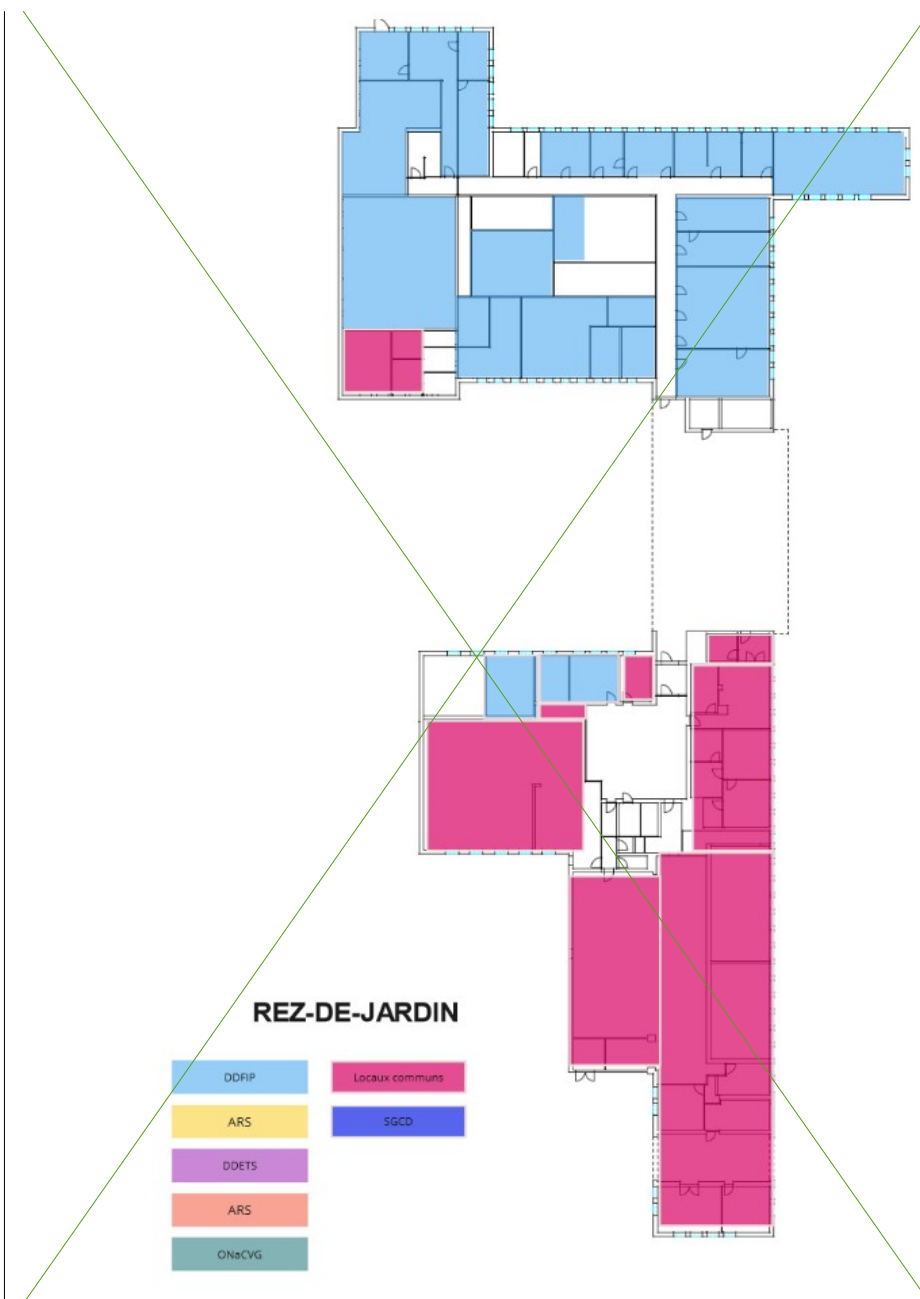 REZ-DE-JARDIN
DDFIP
Locaux communs
ARS
SGCD
DDETS
ARS
ONaCVG